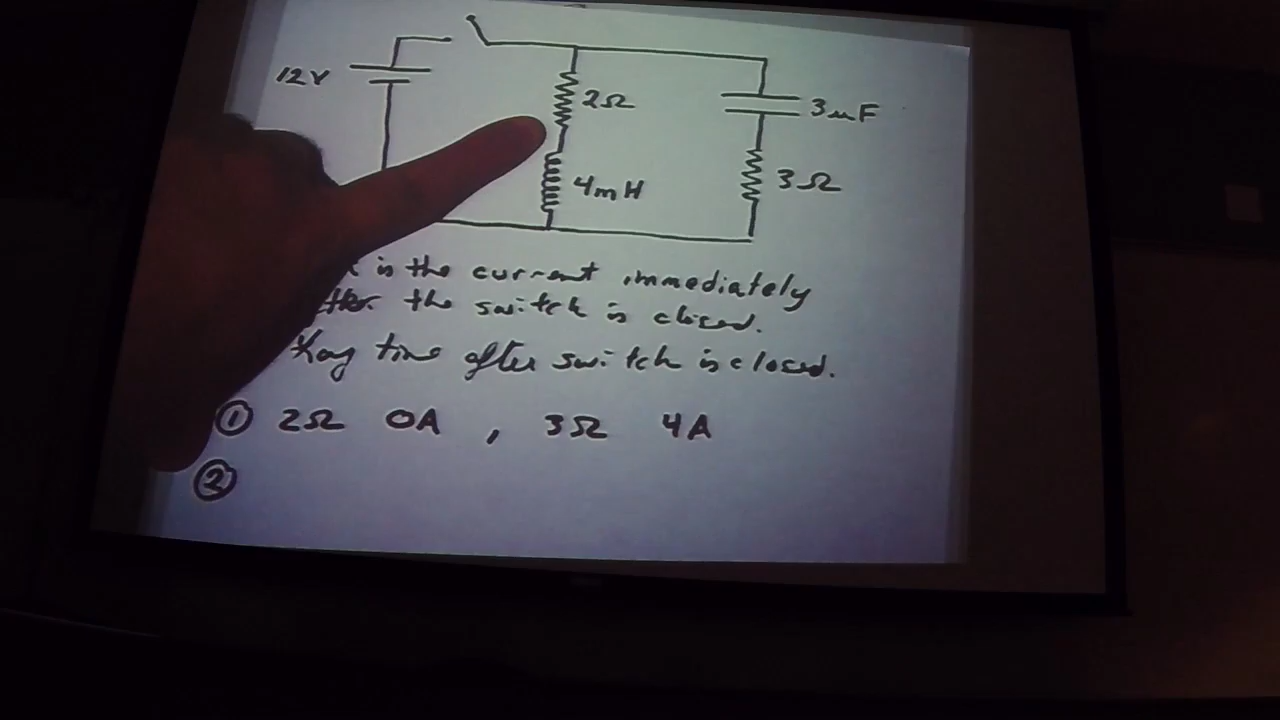 12V
2Ω
3μF
4mH
3Ω
is the current immediately
the switch is closed.
time after switch is closed.
① 2Ω 0A , 3Ω 4A
②